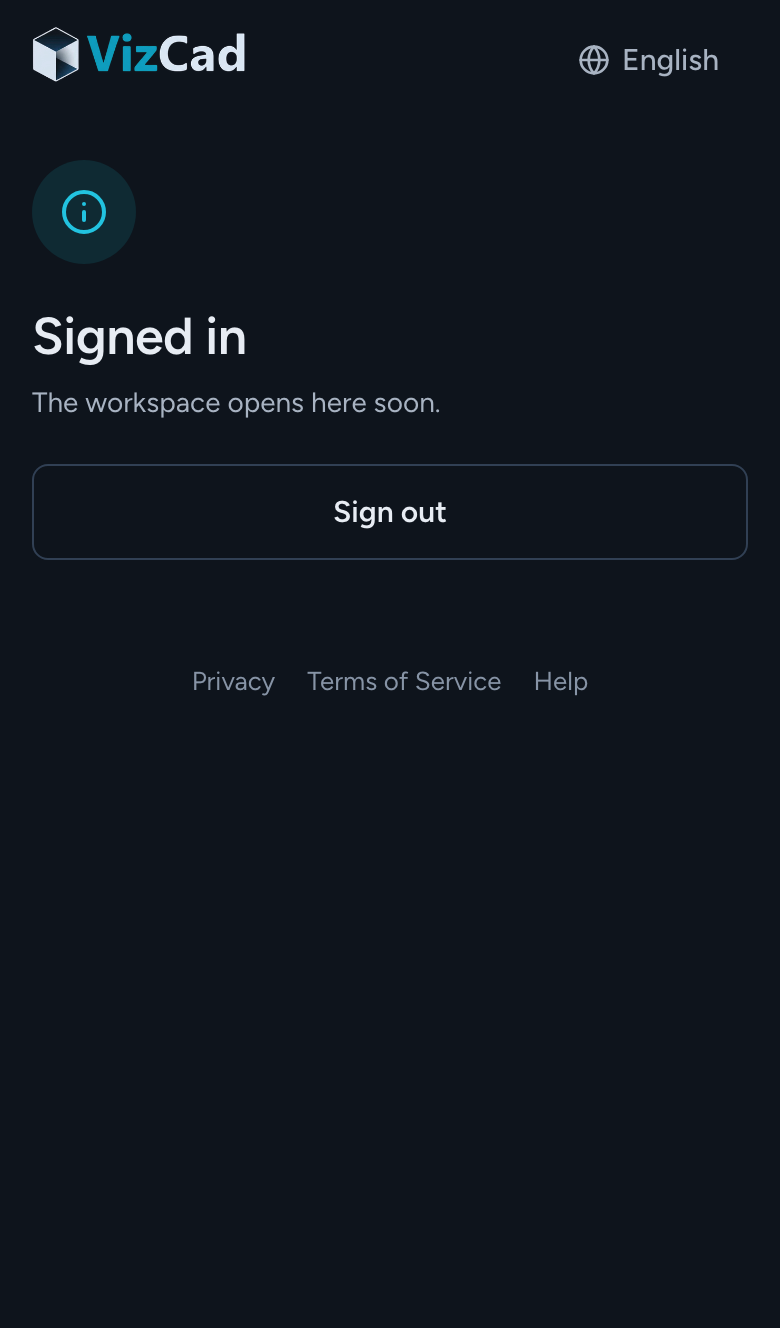 VizCad
English
Signed in
The workspace opens here soon.
Sign out
Privacy Terms of Service Help